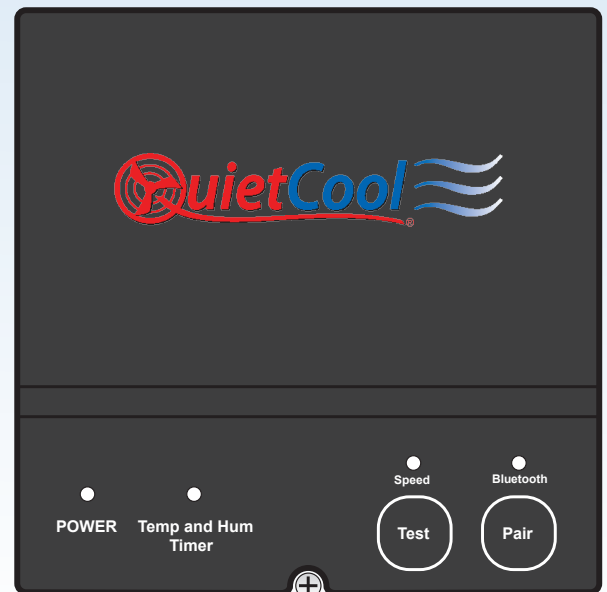 QuietCool®
Speed
Bluetooth
POWER
Temp and Hum
Timer
Test
Pair